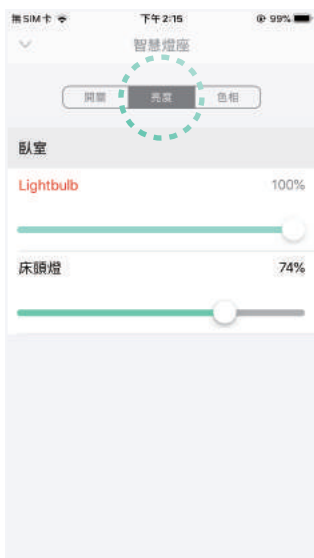 無SIM卡 下午2:15 99%
智慧燈座
開關 亮度 色相
臥室
Lightbulb 100%
床頭燈 74%